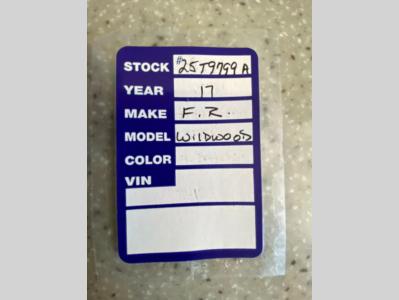 STOCK #25T9799A
YEAR 17
MAKE F.R.
MODEL WILDWOOD
COLOR
VIN